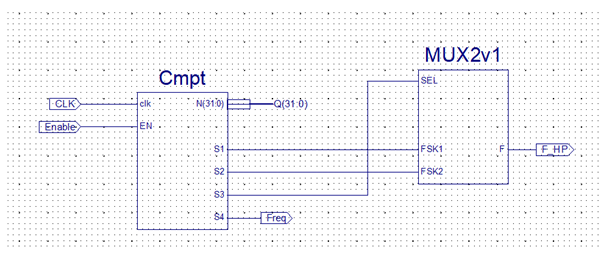 MUX2v1
Cmpt
SEL
CLK clk N(31:0) Q(31:0)
Enable EN
S1 FSK1 F F_HP
S2 FSK2
S3
S4 Freq